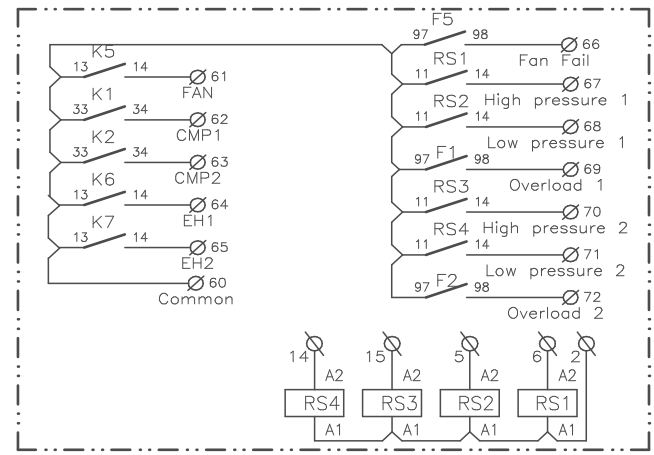 K5
13 14 61
FAN
K1
33 34 62
CMP1
K2
33 34 63
CMP2
K6
13 14 64
EH1
K7
13 14 65
EH2
60
Common
F5
97 98 66
Fan Fail
RS1
11 14 67
High pressure 1
RS2
11 14 68
Low pressure 1
F1
97 98 69
Overload 1
RS3
11 14 70
High pressure 2
RS4
11 14 71
Low pressure 2
F2
97 98 72
Overload 2
14 15 5 6 2
A2 A2 A2 A2
RS4 RS3 RS2 RS1
A1 A1 A1 A1